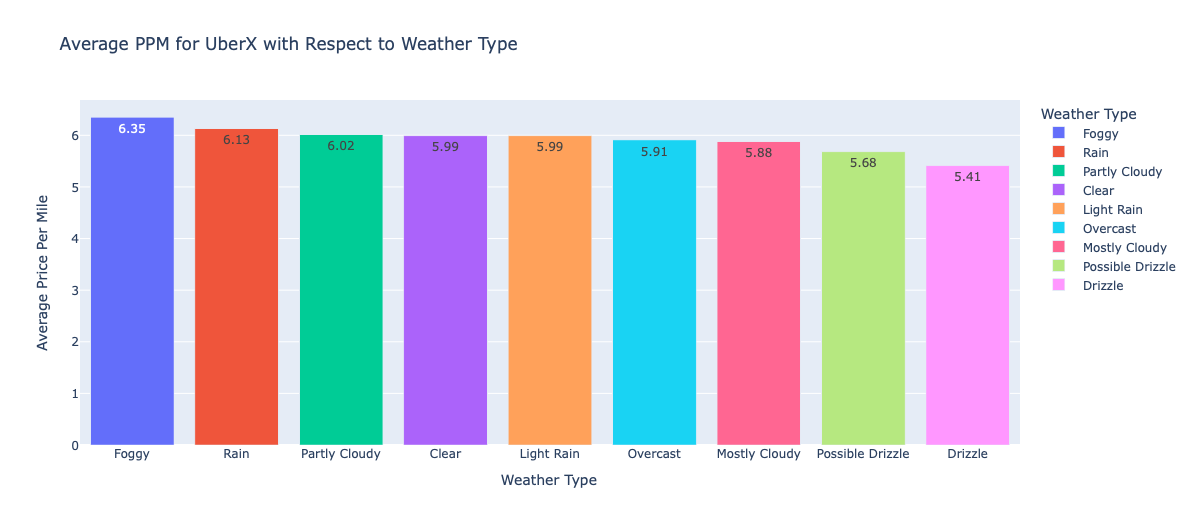 Average PPM for UberX with Respect to Weather Type
Average Price Per Mile
6
5
4
3
2
1
0
6.35
6.13
6.02
5.99
5.99
5.91
5.88
5.68
5.41
Foggy
Rain
Partly Cloudy
Clear
Light Rain
Overcast
Mostly Cloudy
Possible Drizzle
Drizzle
Weather Type
Weather Type
Foggy
Rain
Partly Cloudy
Clear
Light Rain
Overcast
Mostly Cloudy
Possible Drizzle
Drizzle